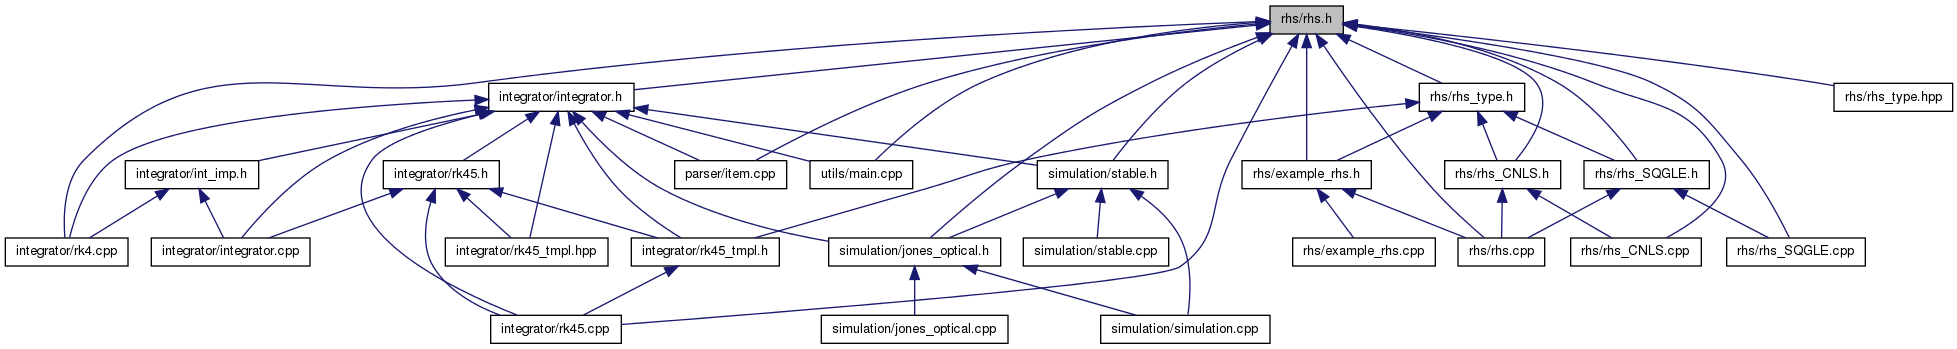 rhs/rhs.h
integrator/integrator.h
rhs/rhs_type.h
rhs/rhs_type.hpp
integrator/int_imp.h
integrator/rk45.h
parser/item.cpp
utils/main.cpp
simulation/stable.h
rhs/example_rhs.h
rhs/rhs_CNLS.h
rhs/rhs_SQGLE.h
integrator/rk4.cpp
integrator/integrator.cpp
integrator/rk45_tmpl.hpp
integrator/rk45_tmpl.h
simulation/jones_optical.h
simulation/stable.cpp
rhs/example_rhs.cpp
rhs/rhs.cpp
rhs/rhs_CNLS.cpp
rhs/rhs_SQGLE.cpp
integrator/rk45.cpp
simulation/jones_optical.cpp
simulation/simulation.cpp